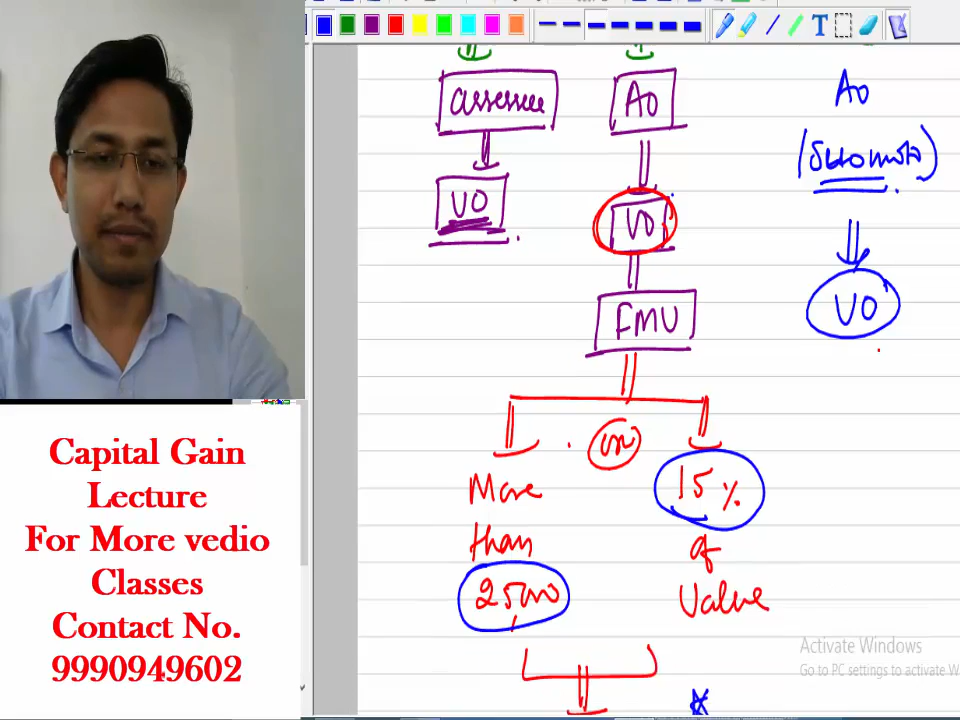 assessee
VO
AO
VO
FMV
OR
More
than
25000
15%
of
Value
AO
VO
Capital Gain
Lecture
For More vedio
Classes
Contact No.
9990949602
Activate Windows
Go to PC settings to activate W